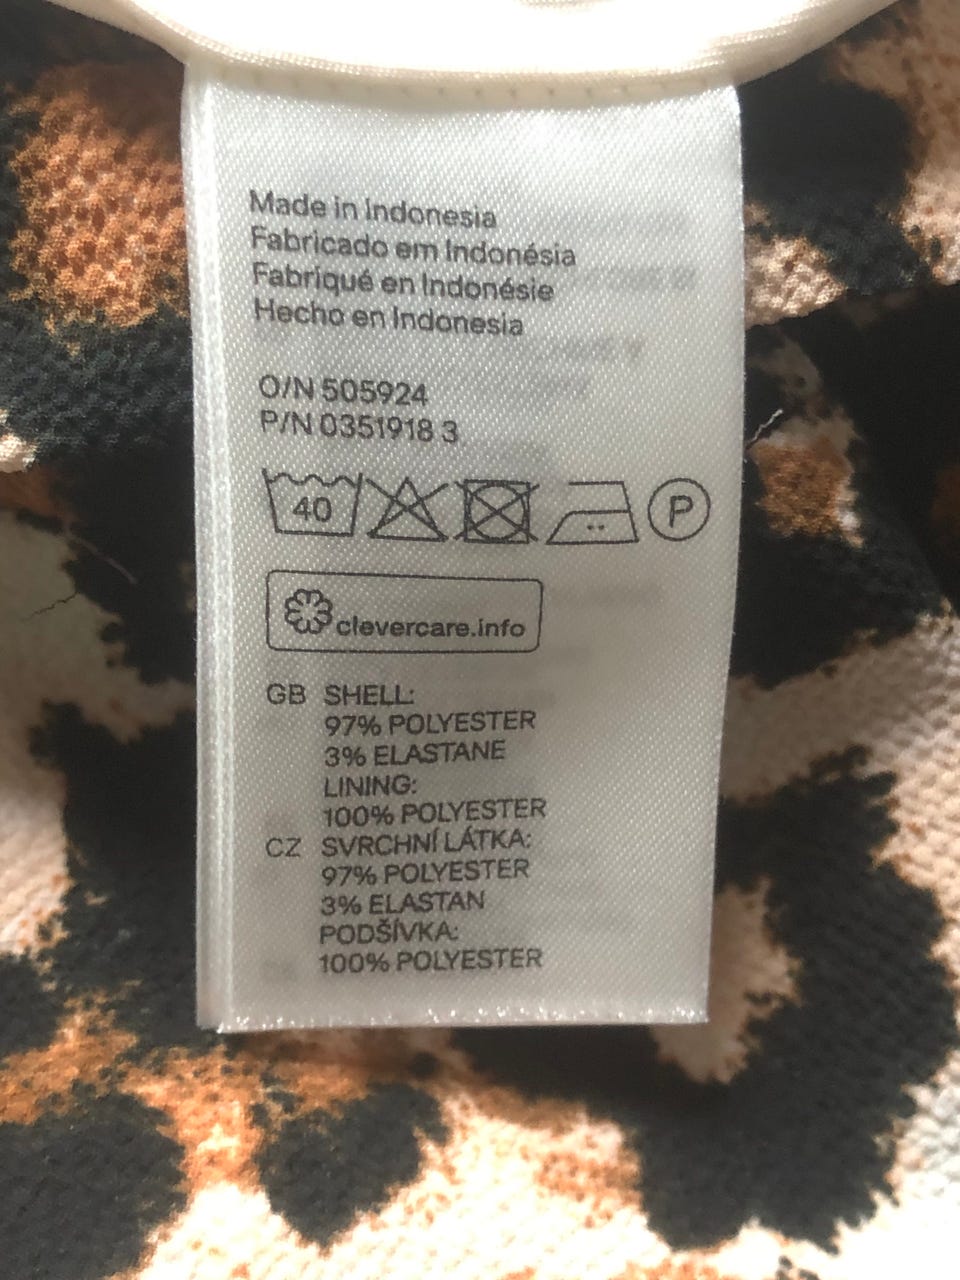 Made in Indonesia
Fabricado em Indonésia
Fabriqué en Indonésie
Hecho en Indonesia
O/N 505924
P/N 0351918 3
40 P
clevercare.info
GB SHELL:
97% POLYESTER
3% ELASTANE
LINING:
100% POLYESTER
CZ SVRCHNÍ LÁTKA:
97% POLYESTER
3% ELASTAN
PODŠÍVKA:
100% POLYESTER